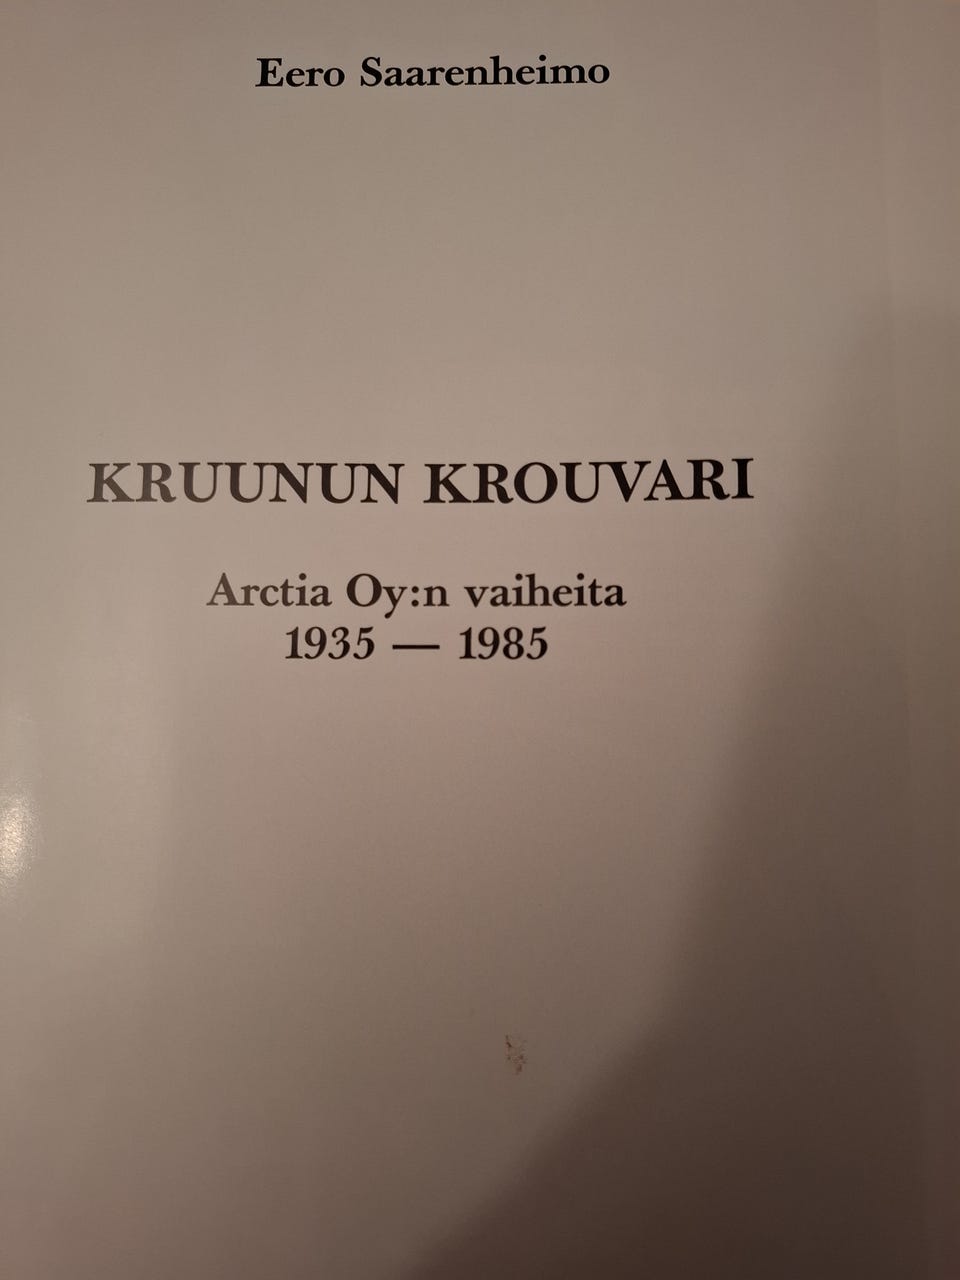 Eero Saarenheimo
KRUUNUN KROUVARI
Arctia Oy:n vaiheita
1935 — 1985